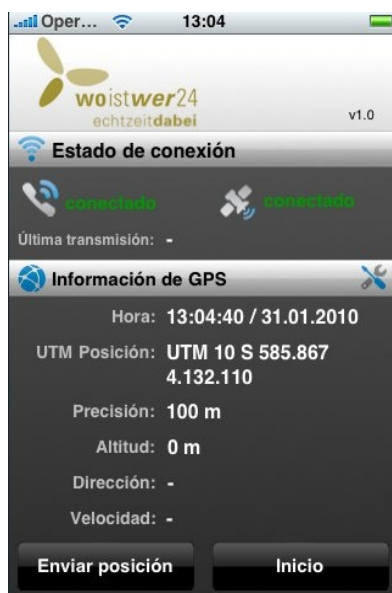 Oper... 13:04
woistwer24
echtzeitdabei
v1.0
Estado de conexión
conectado conectado
Última transmisión: -
Información de GPS
Hora: 13:04:40 / 31.01.2010
UTM Posición: UTM 10 S 585.867
4.132.110
Precisión: 100 m
Altitud: 0 m
Dirección: -
Velocidad: -
Enviar posición Inicio